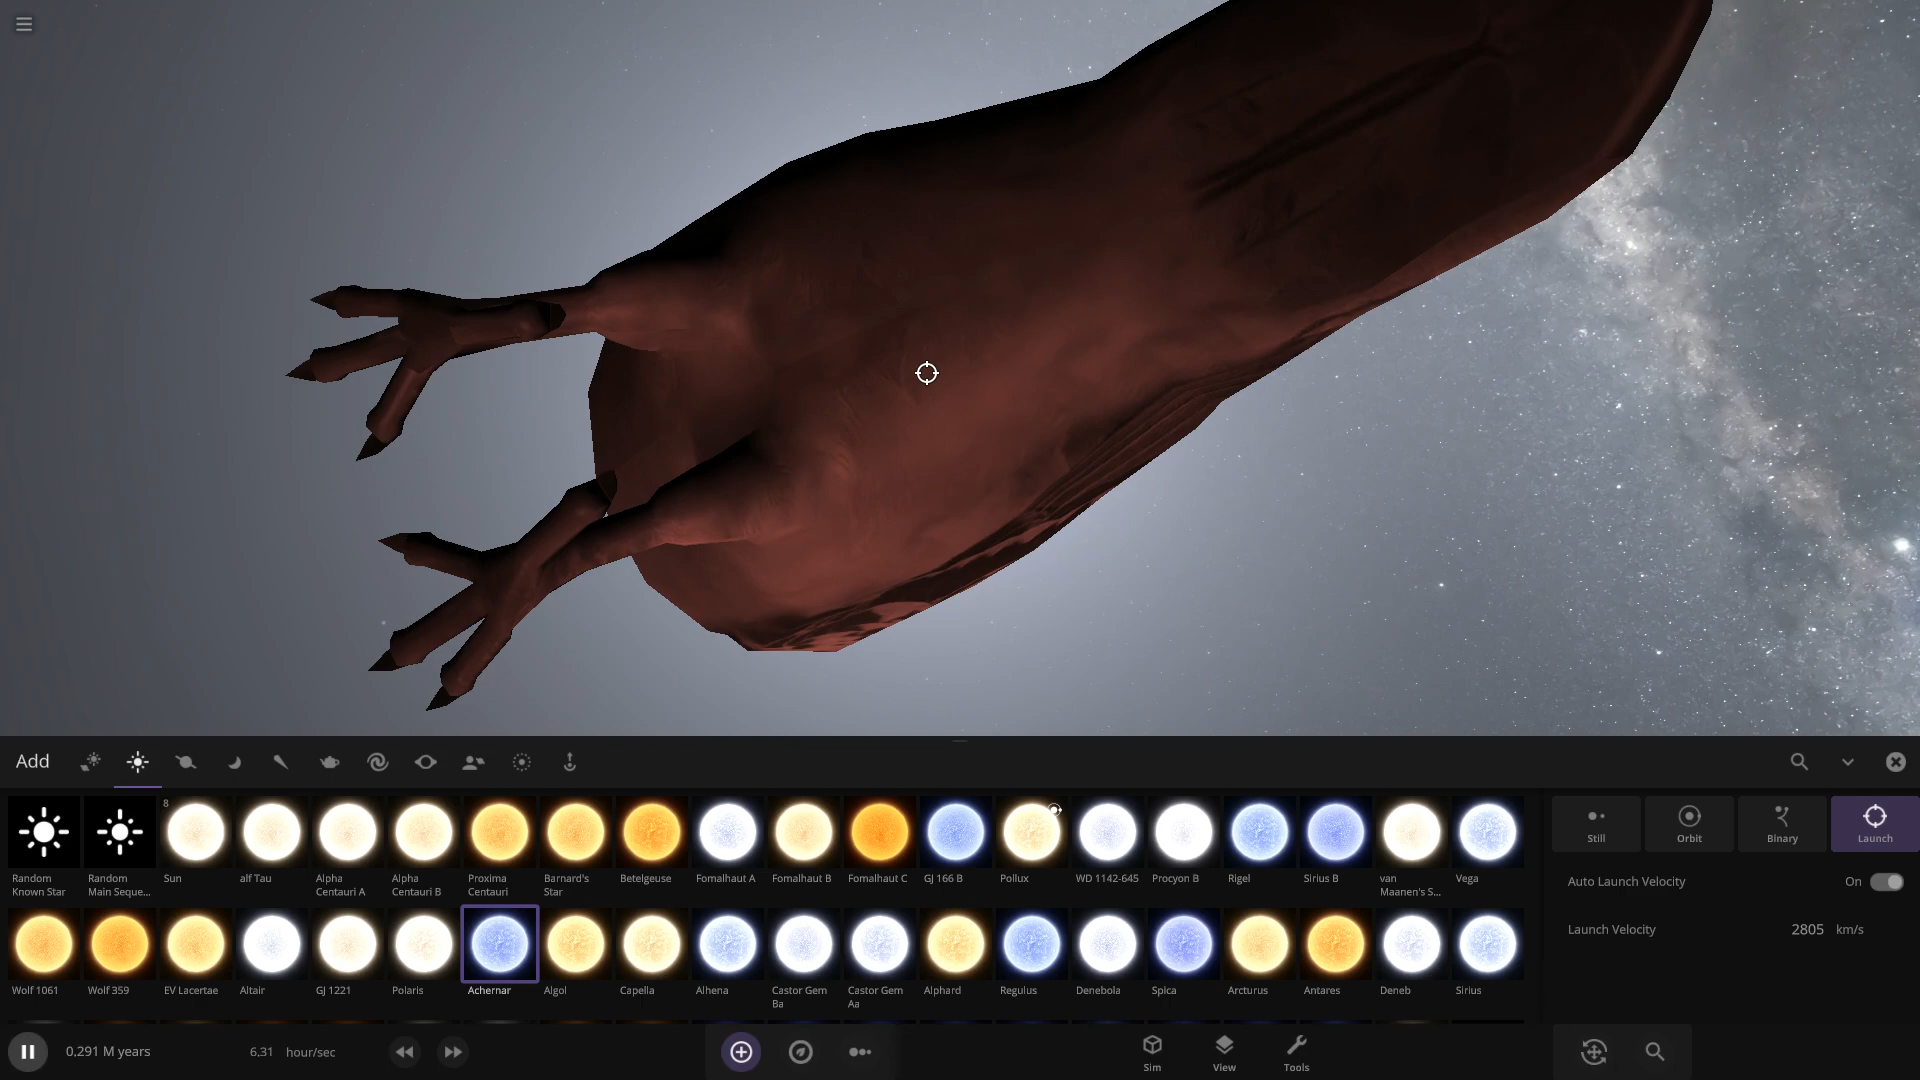 Add
8
Random Known Star
Random Main Seque...
Sun
alf Tau
Alpha Centauri A
Alpha Centauri B
Proxima Centauri
Barnard's Star
Betelgeuse
Fomalhaut A
Fomalhaut B
Fomalhaut C
GJ 166 B
Pollux
WD 1142-645
Procyon B
Rigel
Sirius B
van Maanen's S...
Vega
Wolf 1061
Wolf 359
EV Lacertae
Altair
GJ 1221
Polaris
Achernar
Algol
Capella
Alhena
Castor Gem Ba
Castor Gem Aa
Alphard
Regulus
Denebola
Spica
Arcturus
Antares
Deneb
Sirius
Still
Orbit
Binary
Launch
Auto Launch Velocity
On
Launch Velocity
2805 km/s
0.291 M years
6.31 hour/sec
Sim
View
Tools